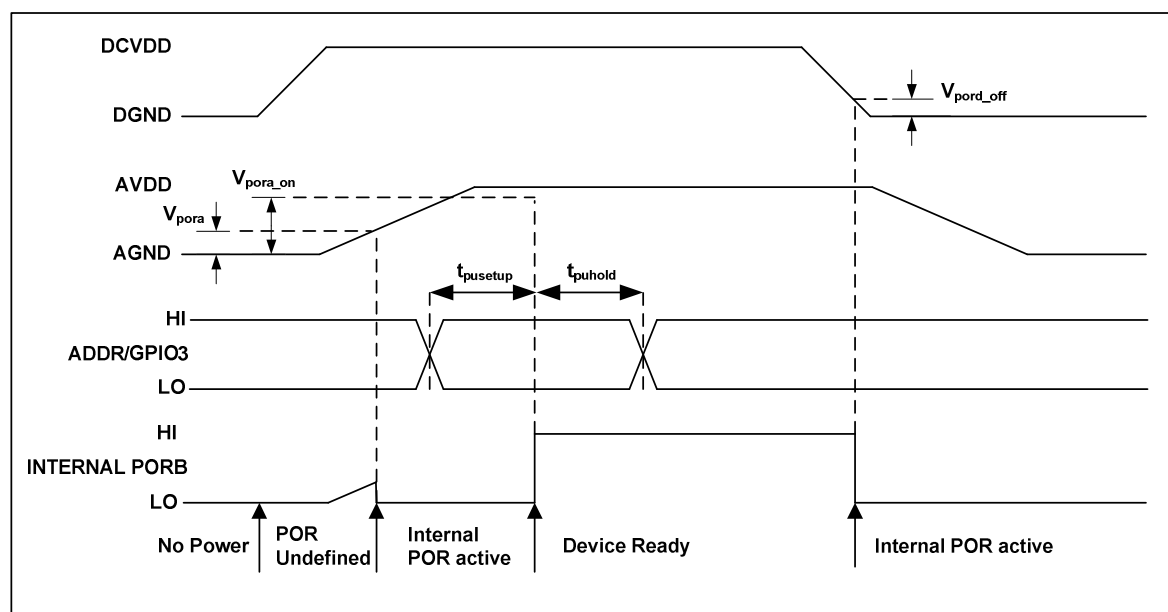 DCVDD
DGND
Vpord_off
AVDD
Vpora_on
Vpora
AGND
tpusetup
tpuhold
HI
ADDR/GPIO3
LO
HI
INTERNAL PORB
LO
No Power
POR
Undefined
Internal
POR active
Device Ready
Internal POR active